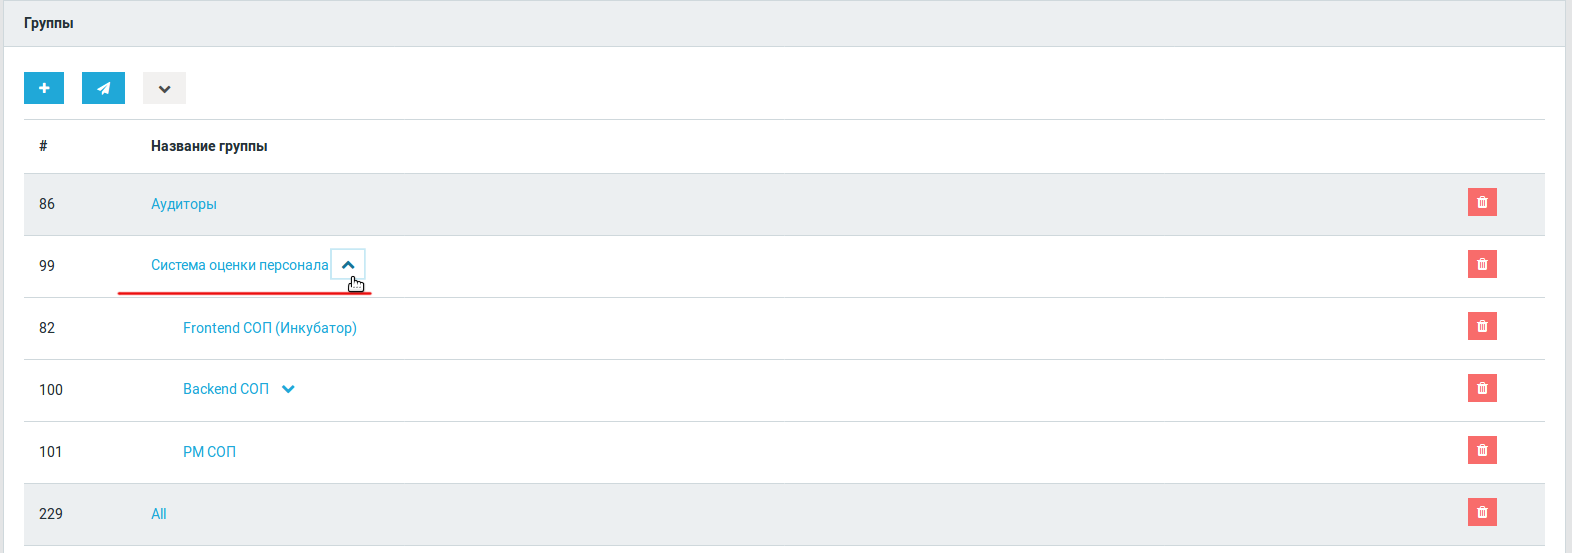 Группы
# Название группы
86 Аудиторы
99 Система оценки персонала
82 Frontend СОП (Инкубатор)
100 Backend СОП
101 PM СОП
229 All